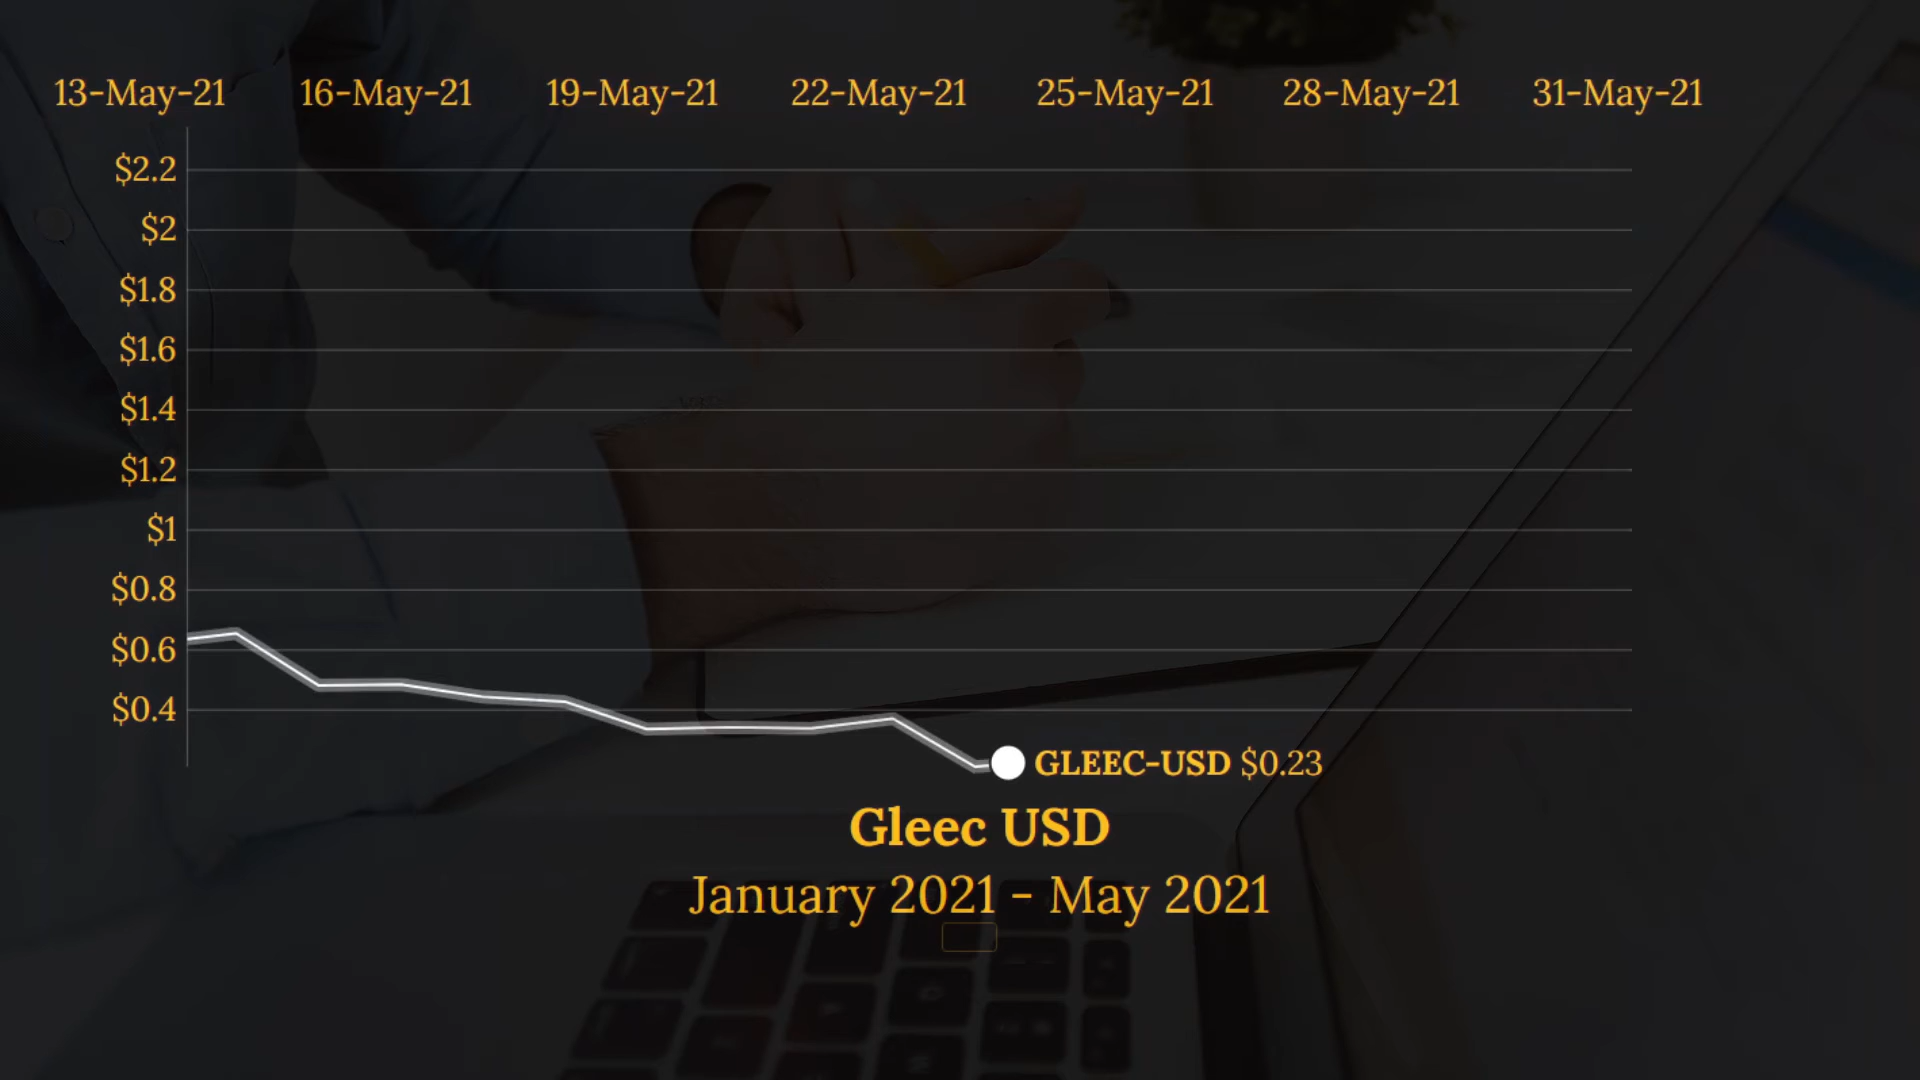 13-May-21 16-May-21 19-May-21 22-May-21 25-May-21 28-May-21 31-May-21
$2.2
$2
$1.8
$1.6
$1.4
$1.2
$1
$0.8
$0.6
$0.4
GLEEC-USD $0.23
Gleec USD
January 2021 - May 2021